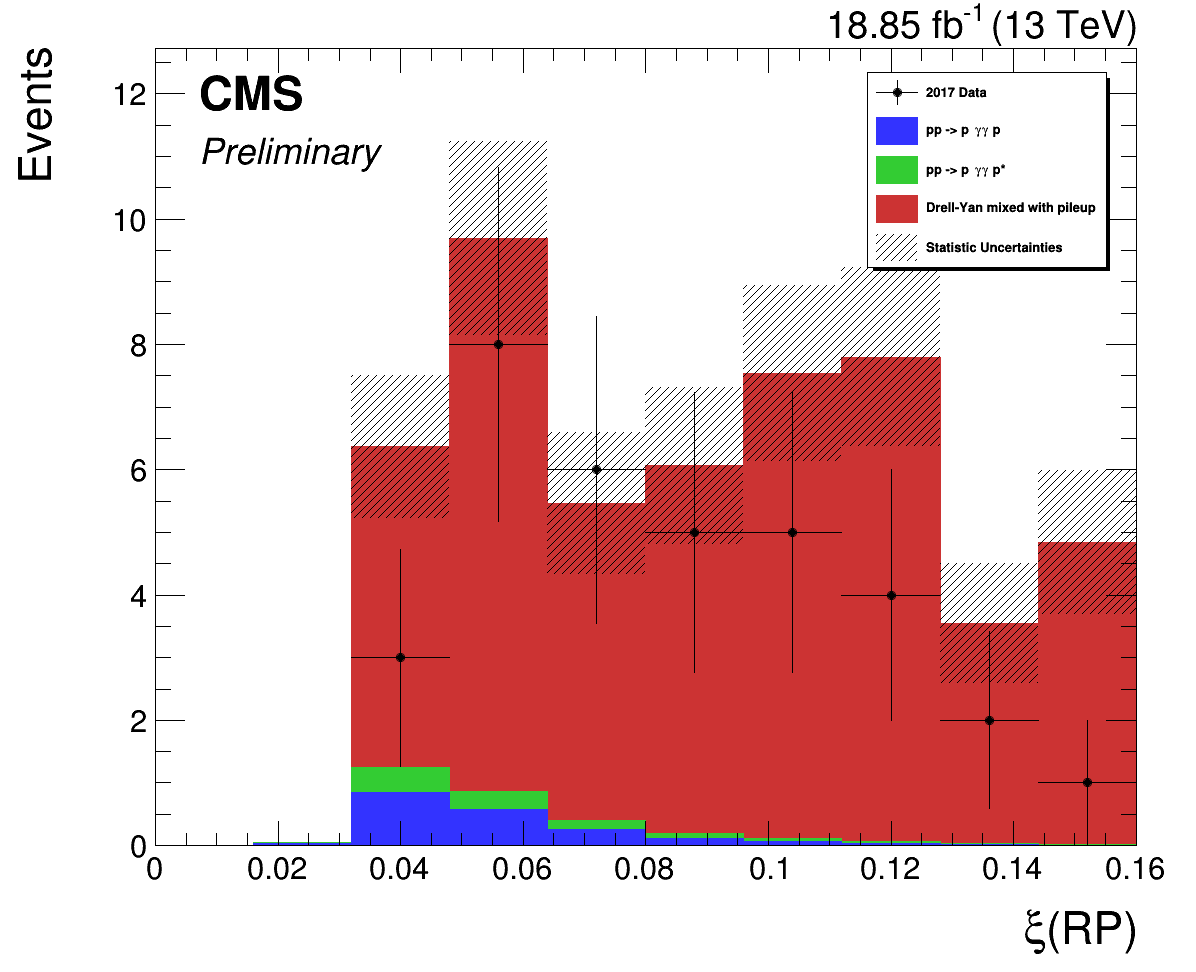 18.85 fb⁻¹ (13 TeV)
Events
CMS
Preliminary
2017 Data
pp -> p γγ p
pp -> p γγ p*
Drell-Yan mixed with pileup
Statistic Uncertainties
12
10
8
6
4
2
0
0 0.02 0.04 0.06 0.08 0.1 0.12 0.14 0.16
ξ(RP)